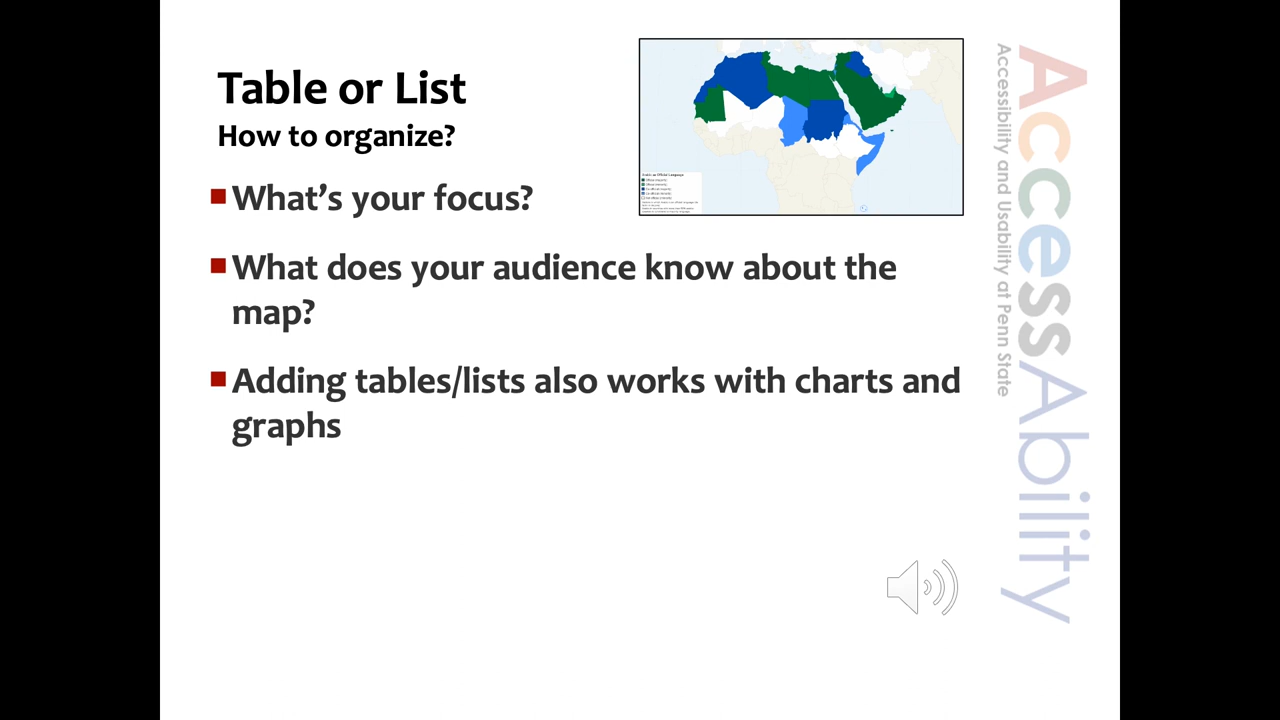 Table or List
How to organize?
What’s your focus?
What does your audience know about the
map?
Adding tables/lists also works with charts and
graphs
AccessAbility
Accessibility and Usability at Penn State